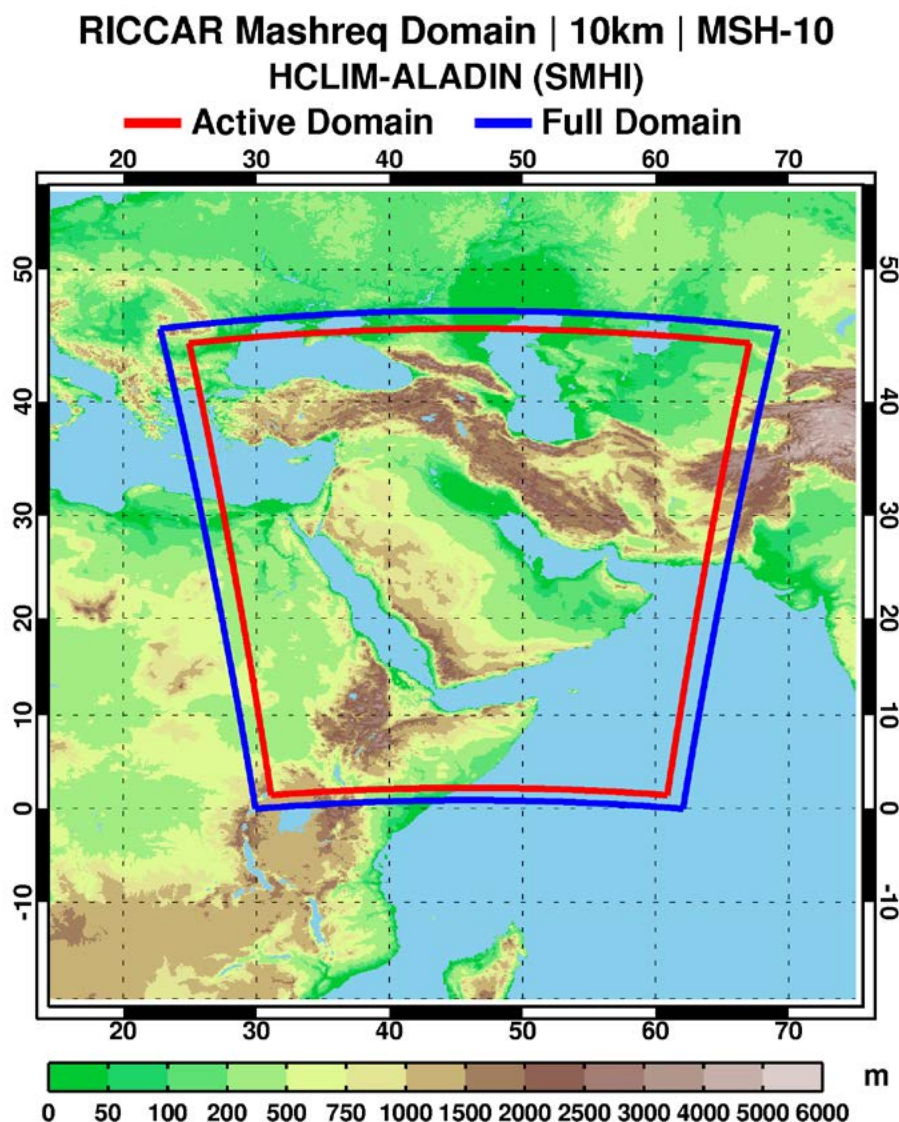 RICCAR Mashreq Domain | 10km | MSH-10
HCLIM-ALADIN (SMHI)
Active Domain Full Domain
20 30 40 50 60 70
50 50
40 40
30 30
20 20
10 10
0 0
-10 -10
20 30 40 50 60 70
m
0 50 100 200 500 750 1000 1500 2000 2500 3000 4000 5000 6000